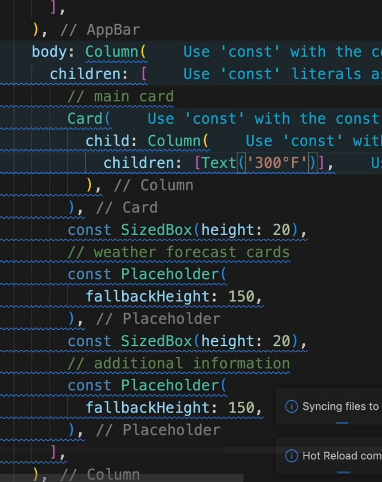 ],
), // AppBar
body: Column(    Use 'const' with the co
children: [    Use 'const' literals as
// main card
Card(    Use 'const' with the const
child: Column(    Use 'const' wit
children: [Text('300°F')],    Us
), // Column
), // Card
const SizedBox(height: 20),
// weather forecast cards
const Placeholder(
fallbackHeight: 150,
), // Placeholder
const SizedBox(height: 20),
// additional information
const Placeholder(
fallbackHeight: 150,
), // Placeholder
Syncing files to
],
Hot Reload com
), // Column